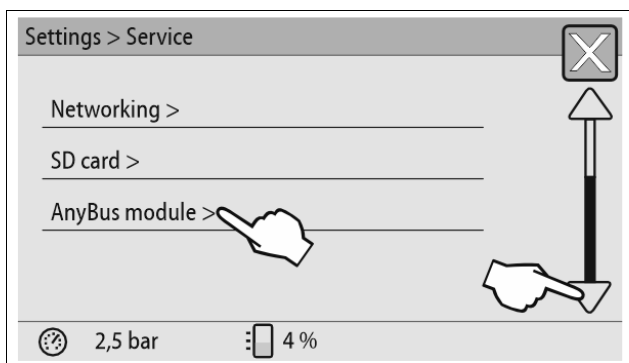 Settings > Service
Networking >
SD card >
AnyBus module >
2,5 bar 4 %